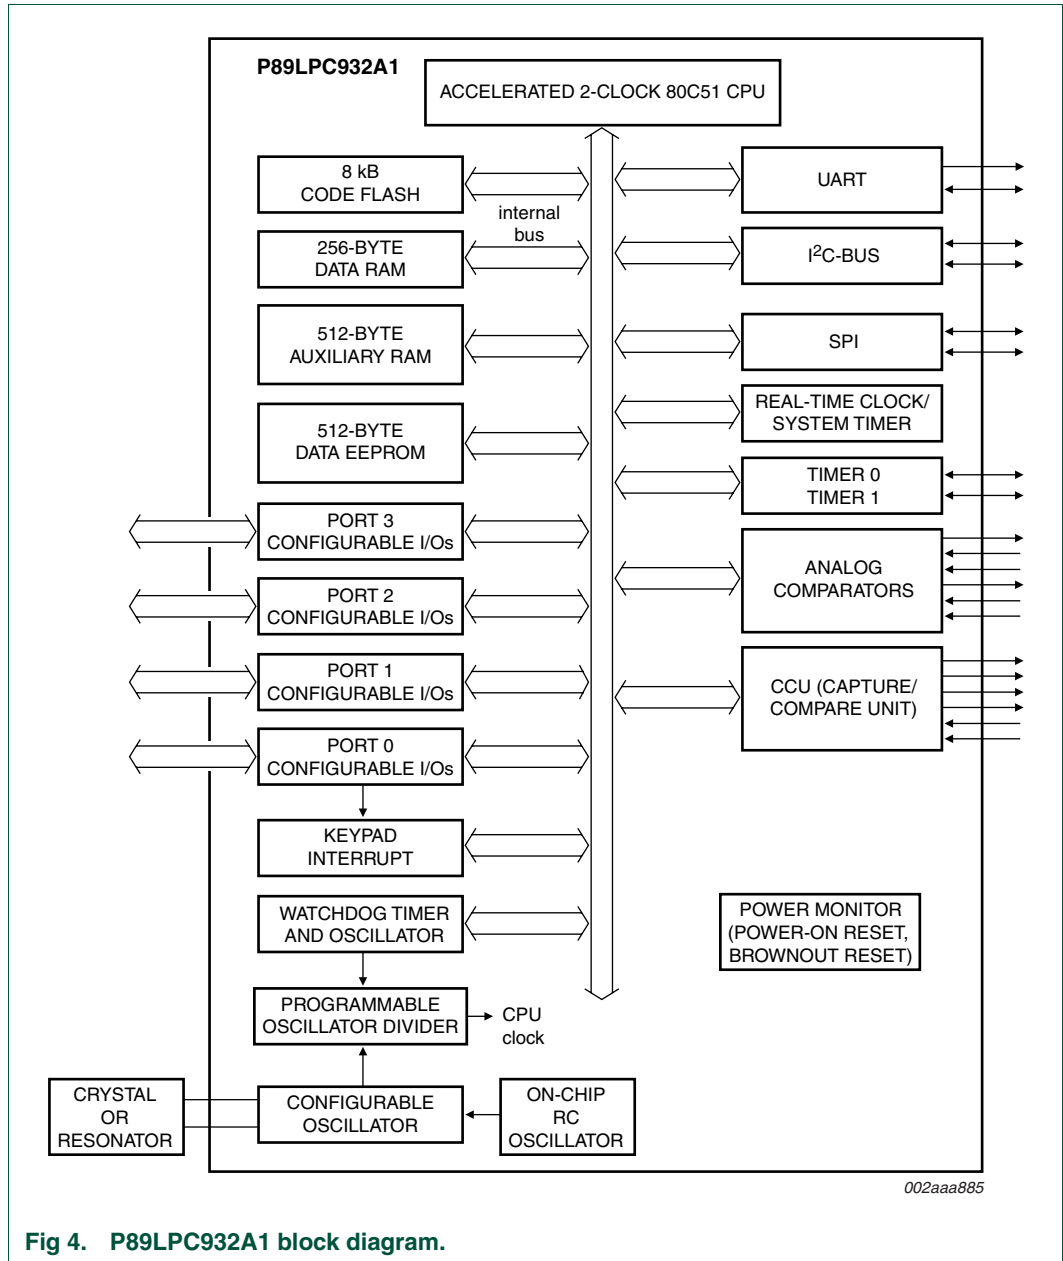 P89LPC932A1
ACCELERATED 2-CLOCK 80C51 CPU
8 kB
CODE FLASH
internal
bus
256-BYTE
DATA RAM
512-BYTE
AUXILIARY RAM
512-BYTE
DATA EEPROM
PORT 3
CONFIGURABLE I/Os
PORT 2
CONFIGURABLE I/Os
PORT 1
CONFIGURABLE I/Os
PORT 0
CONFIGURABLE I/Os
KEYPAD
INTERRUPT
WATCHDOG TIMER
AND OSCILLATOR
PROGRAMMABLE
OSCILLATOR DIVIDER
CPU
clock
CRYSTAL
OR
RESONATOR
CONFIGURABLE
OSCILLATOR
ON-CHIP
RC
OSCILLATOR
UART
I²C-BUS
SPI
REAL-TIME CLOCK/
SYSTEM TIMER
TIMER 0
TIMER 1
ANALOG
COMPARATORS
CCU (CAPTURE/
COMPARE UNIT)
POWER MONITOR
(POWER-ON RESET,
BROWNOUT RESET)
002aaa885
Fig 4. P89LPC932A1 block diagram.